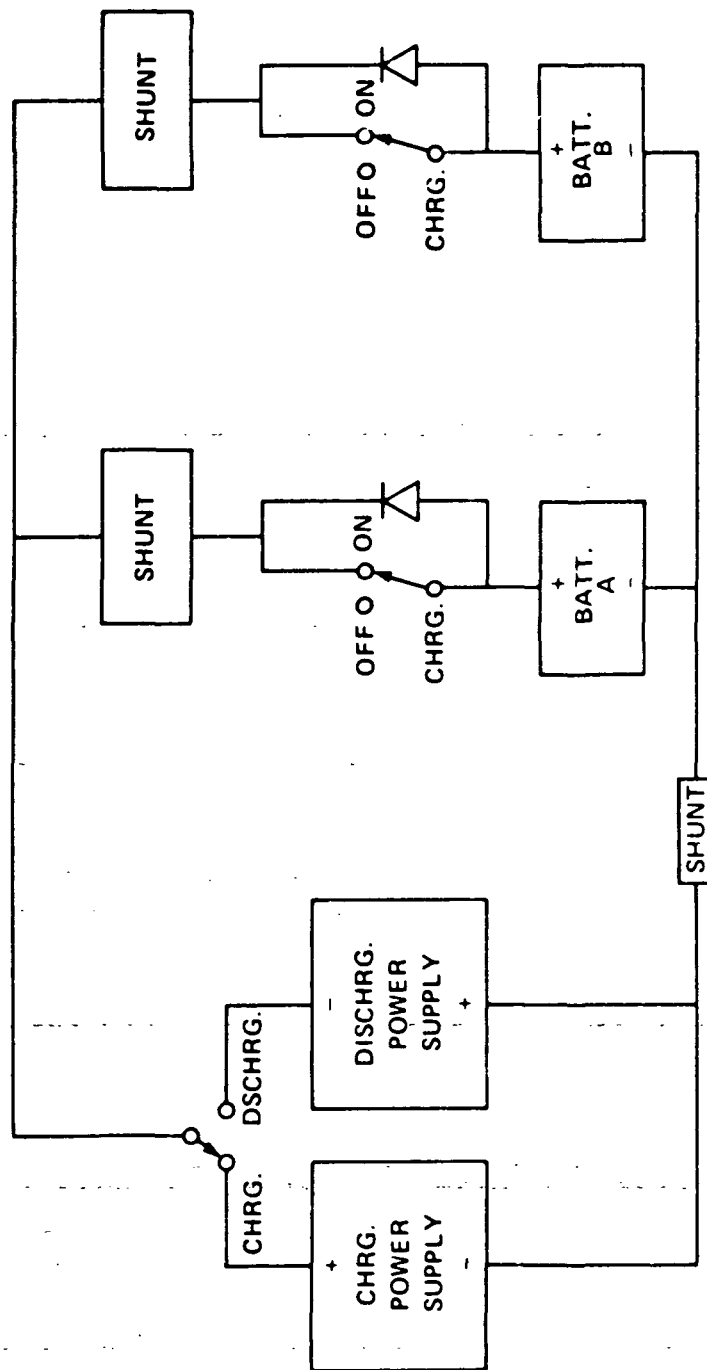 SHUNT
SHUNT
OFF
ON
OFF
ON
CHRG.
DSCHRG.
CHRG.
CHRG.
+
CHRG.
POWER
SUPPLY
-
-
DISCHRG.
POWER
SUPPLY
+
+
BATT.
A
-
+
BATT.
B
-
SHUNT